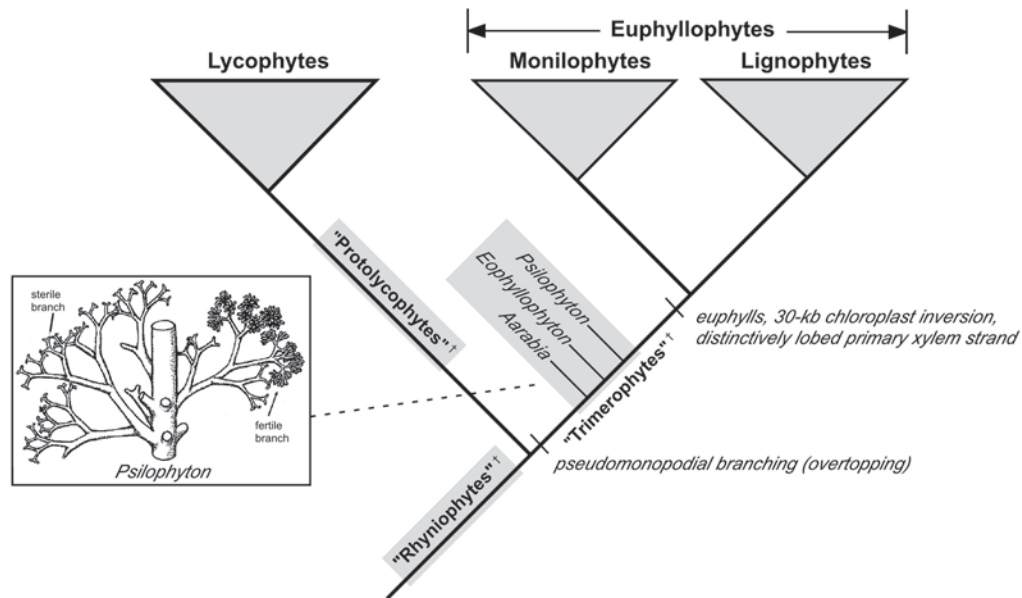 Euphyllophytes
Lycophytes
Monilophytes
Lignophytes
"Protolycophytes"†
Psilophyton
Eophyllophyton
Aarabia
"Trimerophytes"†
euphylls, 30-kb chloroplast inversion,
distinctively lobed primary xylem strand
sterile
branch
fertile
branch
Psilophyton
pseudomonopodial branching (overtopping)
"Rhyniophytes"†